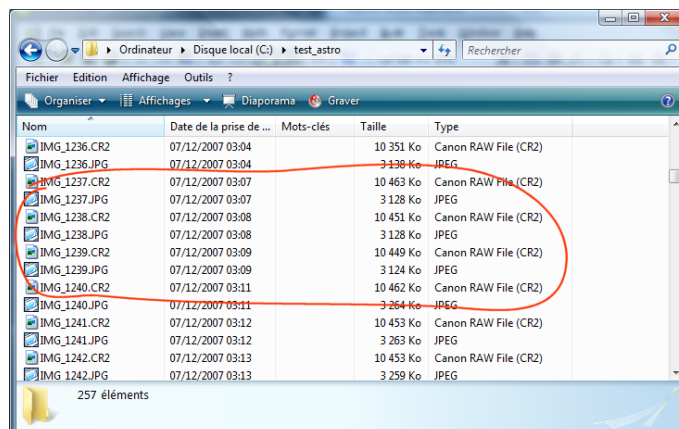 Ordinateur ▸ Disque local (C:) ▸ test_astro
Rechercher
Fichier Edition Affichage Outils ?
Organiser Affichages Diaporama Graver
Nom Date de la prise de ... Mots-clés Taille Type
IMG_1236.CR2 07/12/2007 03:04 10 351 Ko Canon RAW File (CR2)
IMG_1236.JPG 07/12/2007 03:04 3 138 Ko JPEG
IMG_1237.CR2 07/12/2007 03:07 10 463 Ko Canon RAW File (CR2)
IMG_1237.JPG 07/12/2007 03:07 3 128 Ko JPEG
IMG_1238.CR2 07/12/2007 03:08 10 451 Ko Canon RAW File (CR2)
IMG_1238.JPG 07/12/2007 03:08 3 128 Ko JPEG
IMG_1239.CR2 07/12/2007 03:09 10 449 Ko Canon RAW File (CR2)
IMG_1239.JPG 07/12/2007 03:09 3 124 Ko JPEG
IMG_1240.CR2 07/12/2007 03:11 10 462 Ko Canon RAW File (CR2)
IMG_1240.JPG 07/12/2007 03:11 3 264 Ko JPEG
IMG_1241.CR2 07/12/2007 03:12 10 453 Ko Canon RAW File (CR2)
IMG_1241.JPG 07/12/2007 03:12 3 263 Ko JPEG
IMG_1242.CR2 07/12/2007 03:13 10 453 Ko Canon RAW File (CR2)
IMG_1242.JPG 07/12/2007 03:13 3 259 Ko JPEG
257 éléments